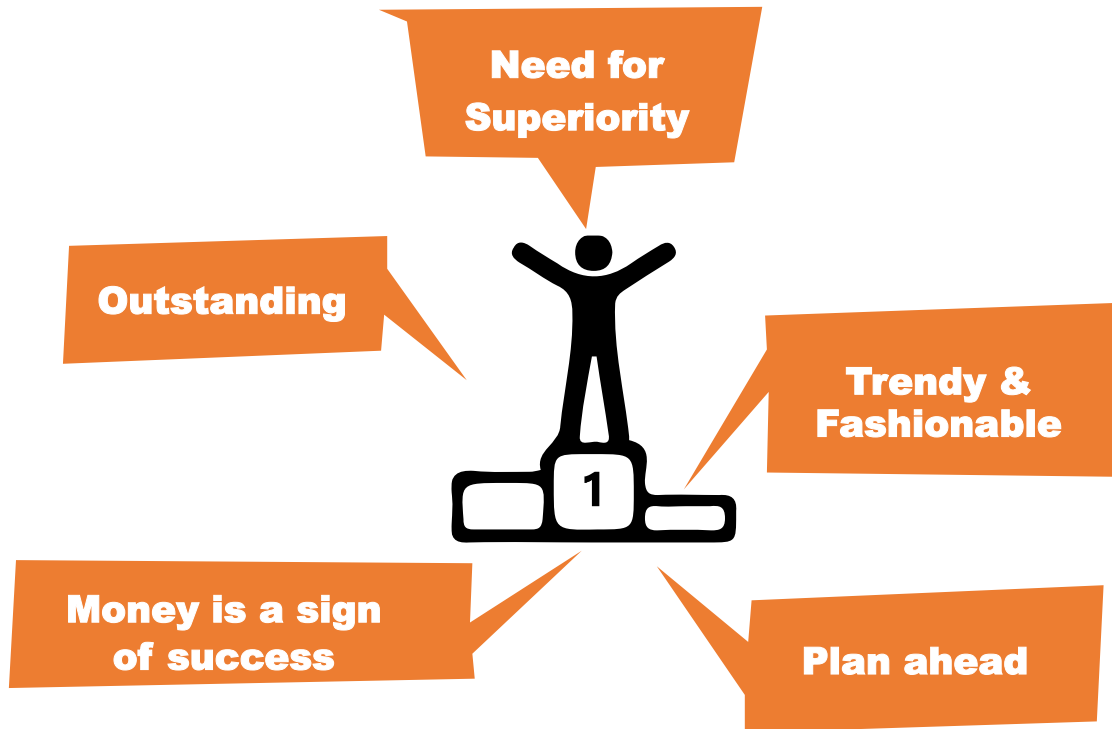 Need for
Superiority
Outstanding
Trendy &
Fashionable
1
Money is a sign
of success
Plan ahead